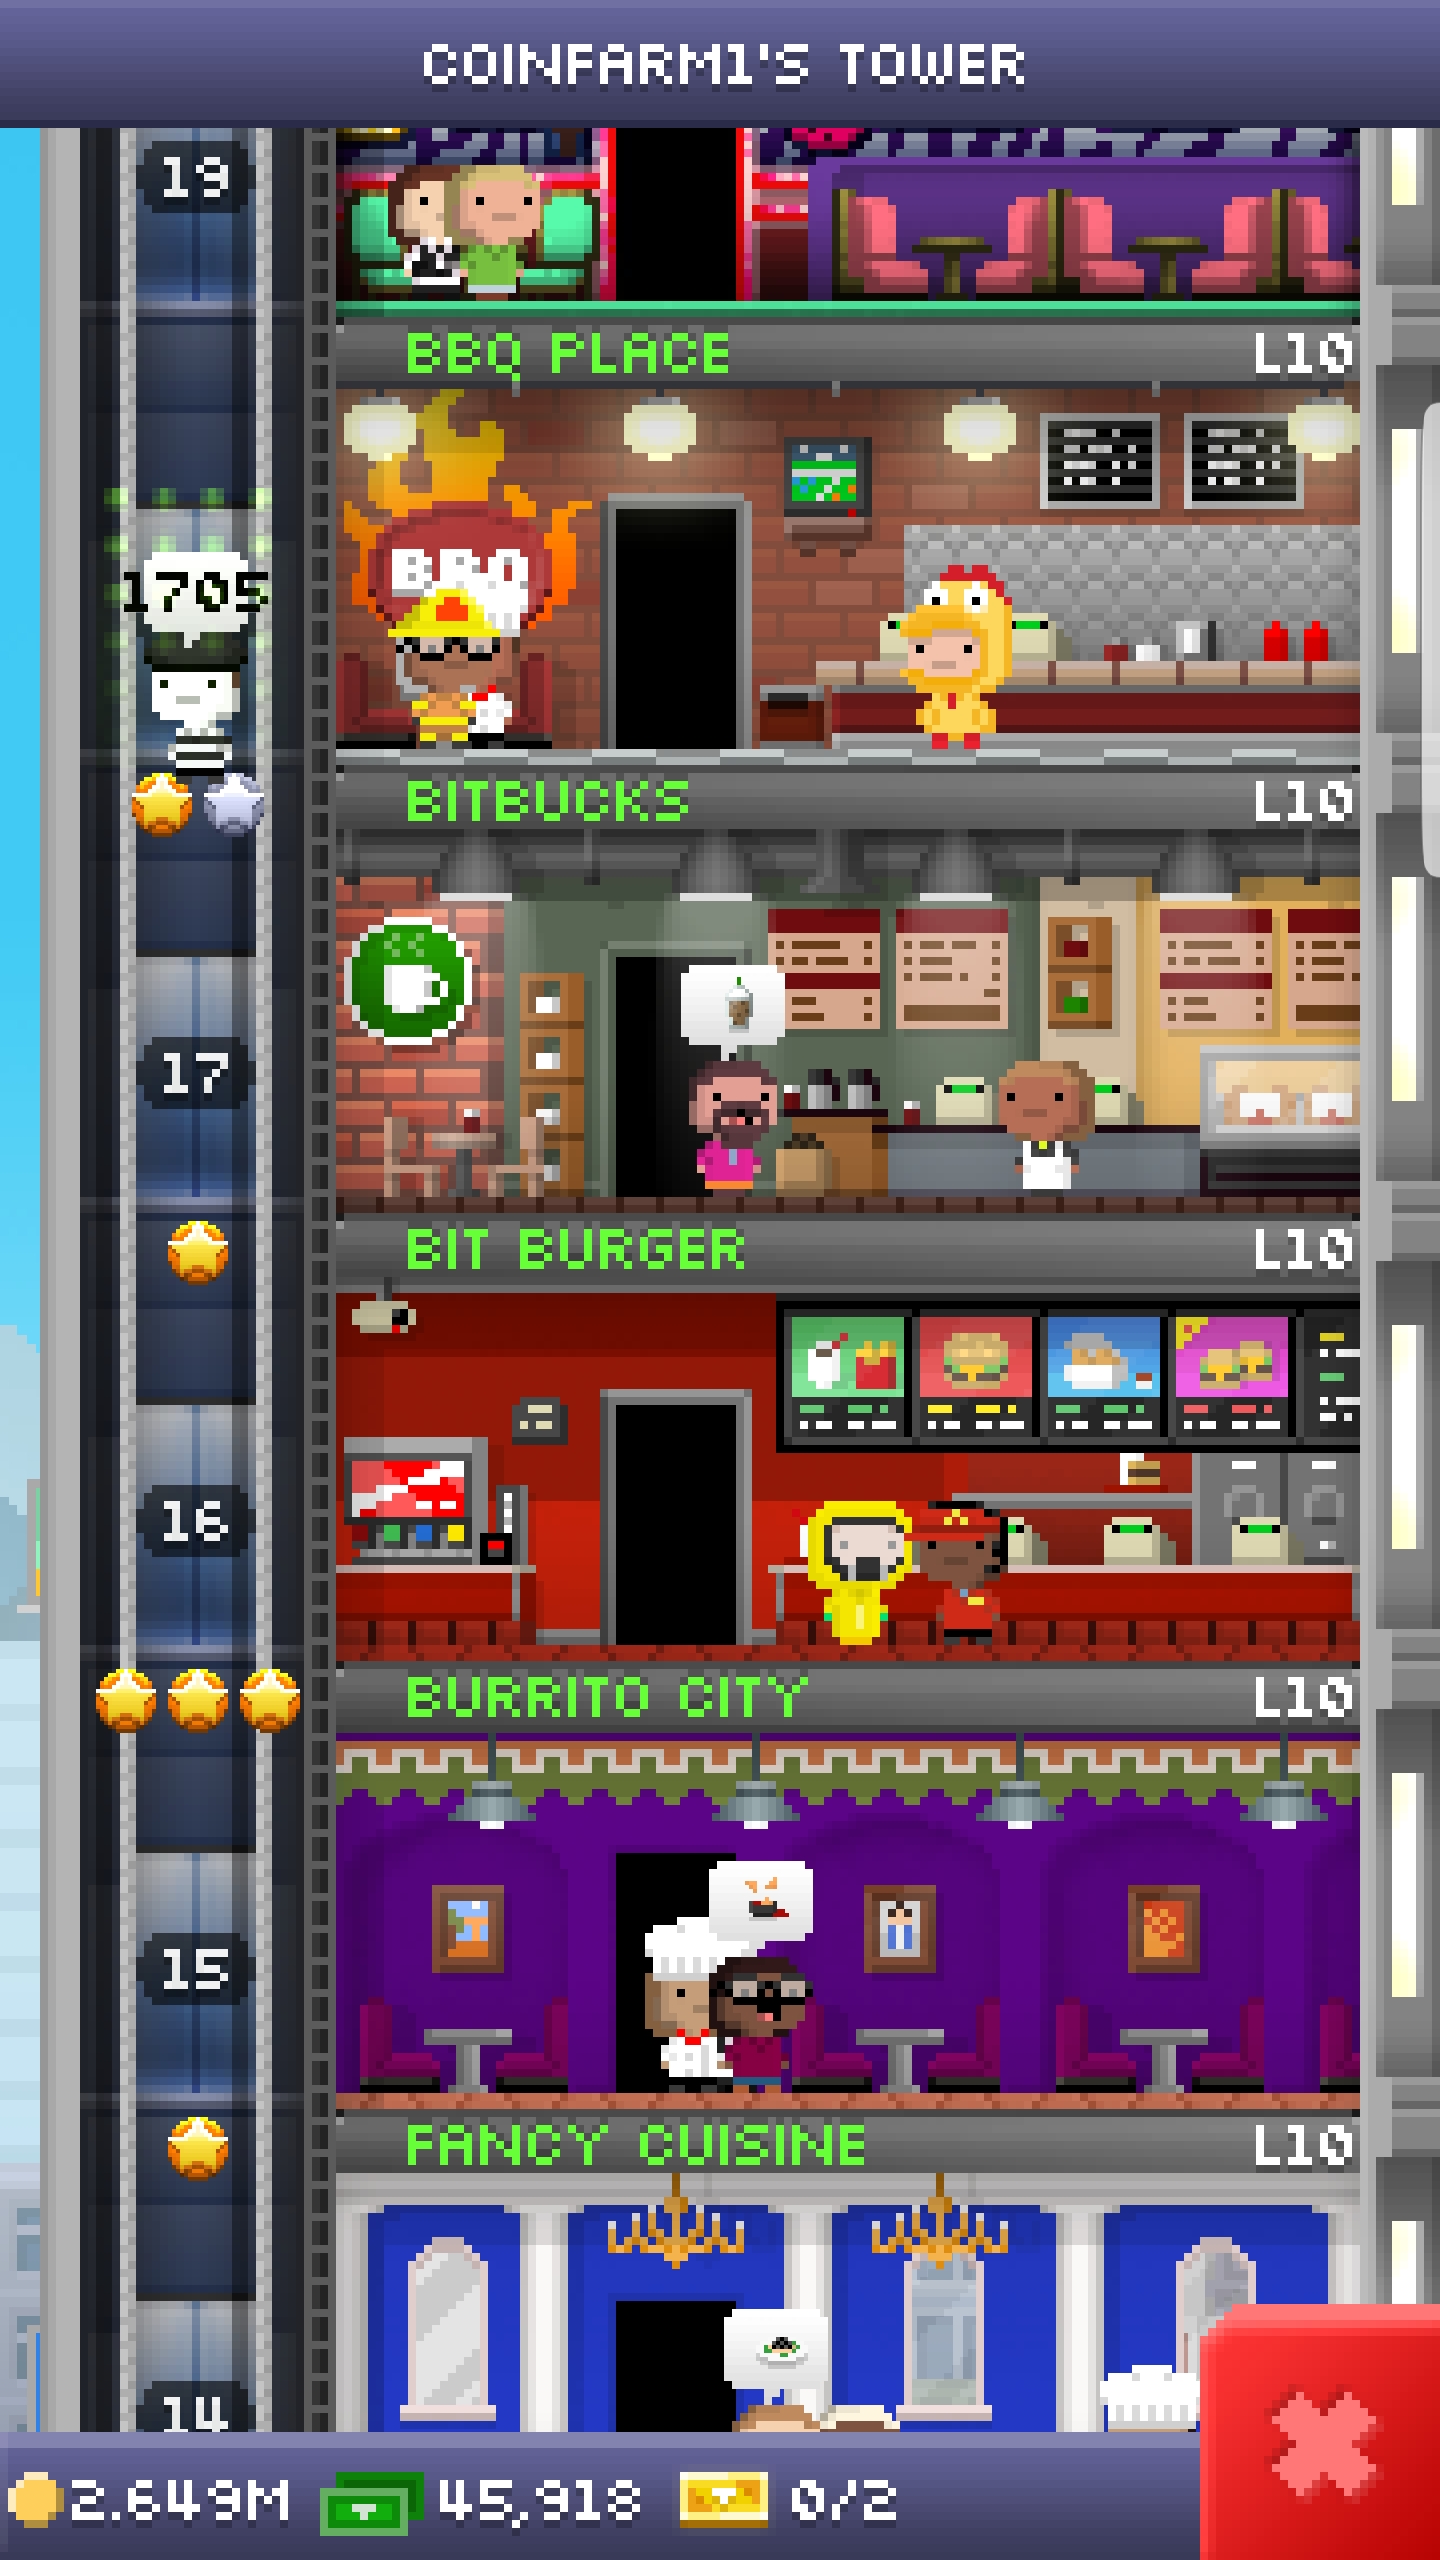 COINFARM1'S TOWER
19
BBQ PLACE L10
1705
BITBUCKS L10
17
BIT BURGER L10
16
BURRITO CITY L10
15
FANCY CUISINE L10
14
2.649M 45,918 0/2